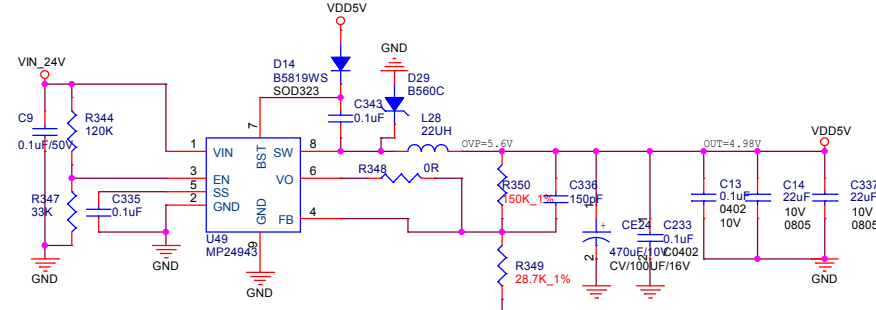 VDD5V
GND
VIN_24V
D14
B5819WS
SOD323
D29
B560C
C9
0.1uF/50V
R344
120K
C343
0.1uF
L28
22UH
7
1
VIN
BST
SW
8
OVP=5.6V
OUT=4.98V
VDD5V
3
EN
VO
6
R348
0R
5
SS
2
GND
GND
FB
4
R347
33K
C335
0.1uF
R350
150K_1%
C336
150pF
C13
0.1uF
0402
10V
C14
22uF
10V
0805
C337
22uF
10V
0805
U49
MP24943
9
1
+
CE24
470uF/10V
CV/100UF/16V
2
1
C233
0.1uF
C0402
2
R349
28.7K_1%
GND
GND
GND
GND